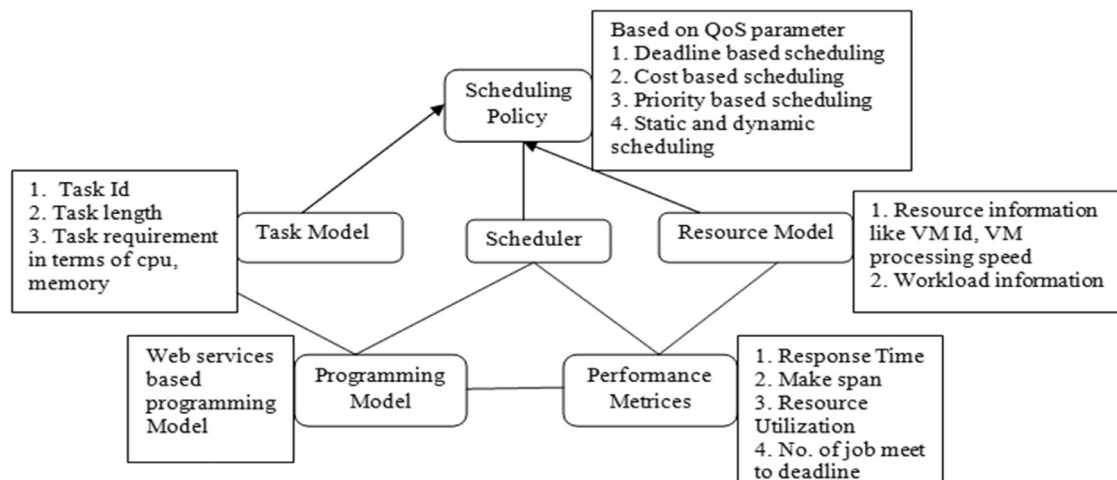 Based on QoS parameter
1. Deadline based scheduling
2. Cost based scheduling
3. Priority based scheduling
4. Static and dynamic
scheduling
Scheduling
Policy
1. Task Id
2. Task length
3. Task requirement
in terms of cpu,
memory
Task Model
Scheduler
Resource Model
1. Resource information
like VM Id, VM
processing speed
2. Workload information
Web services
based
programming
Model
Programming
Model
Performance
Metrices
1. Response Time
2. Make span
3. Resource
Utilization
4. No. of job meet
to deadline